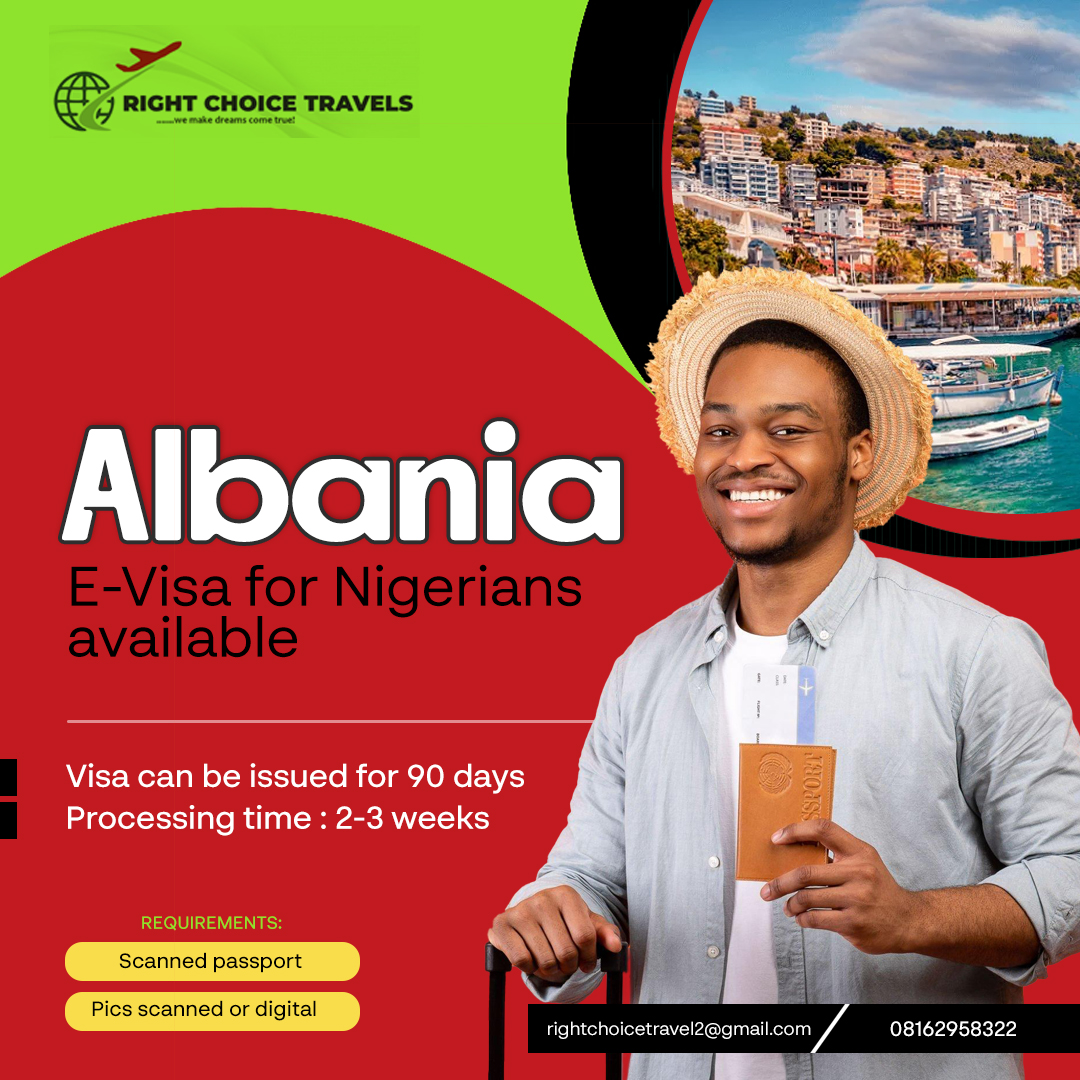 RIGHT CHOICE TRAVELS
........we make dreams come true!
Albania
E-Visa for Nigerians
available
Visa can be issued for 90 days
Processing time : 2-3 weeks
REQUIREMENTS:
Scanned passport
Pics scanned or digital
rightchoicetravel2@gmail.com
08162958322